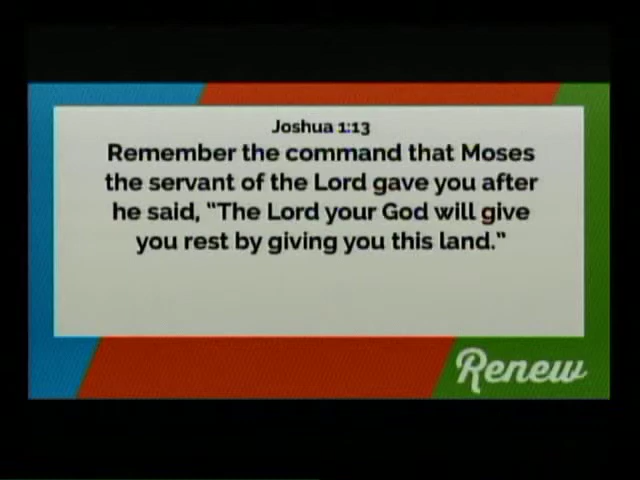 Joshua 1:13
Remember the command that Moses
the servant of the Lord gave you after
he said, “The Lord your God will give
you rest by giving you this land.”
Renew